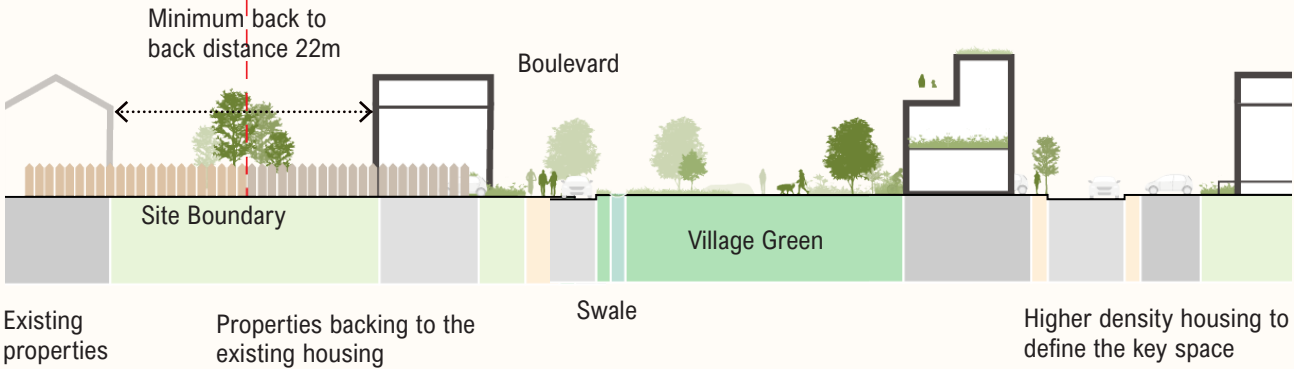 Minimum back to
back distance 22m
Boulevard
Site Boundary
Village Green
Swale
Existing
properties
Properties backing to the
existing housing
Higher density housing to
define the key space